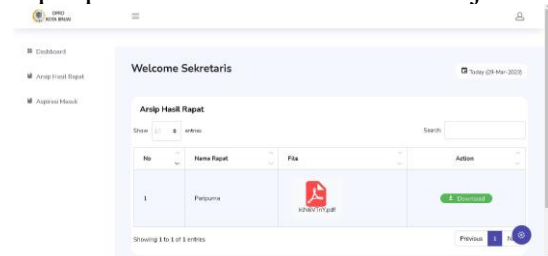 DPRD
KOTA BINJAI
Dashboard
Arsip Hasil Rapat
Aspirasi Masuk
Welcome Sekretaris
Today (29-Mar-2023)
Arsip Hasil Rapat
Show entries
Search:
No Nama Rapat File Action
1 Paripurna Download
Showing 1 to 1 of 1 entries
Previous 1